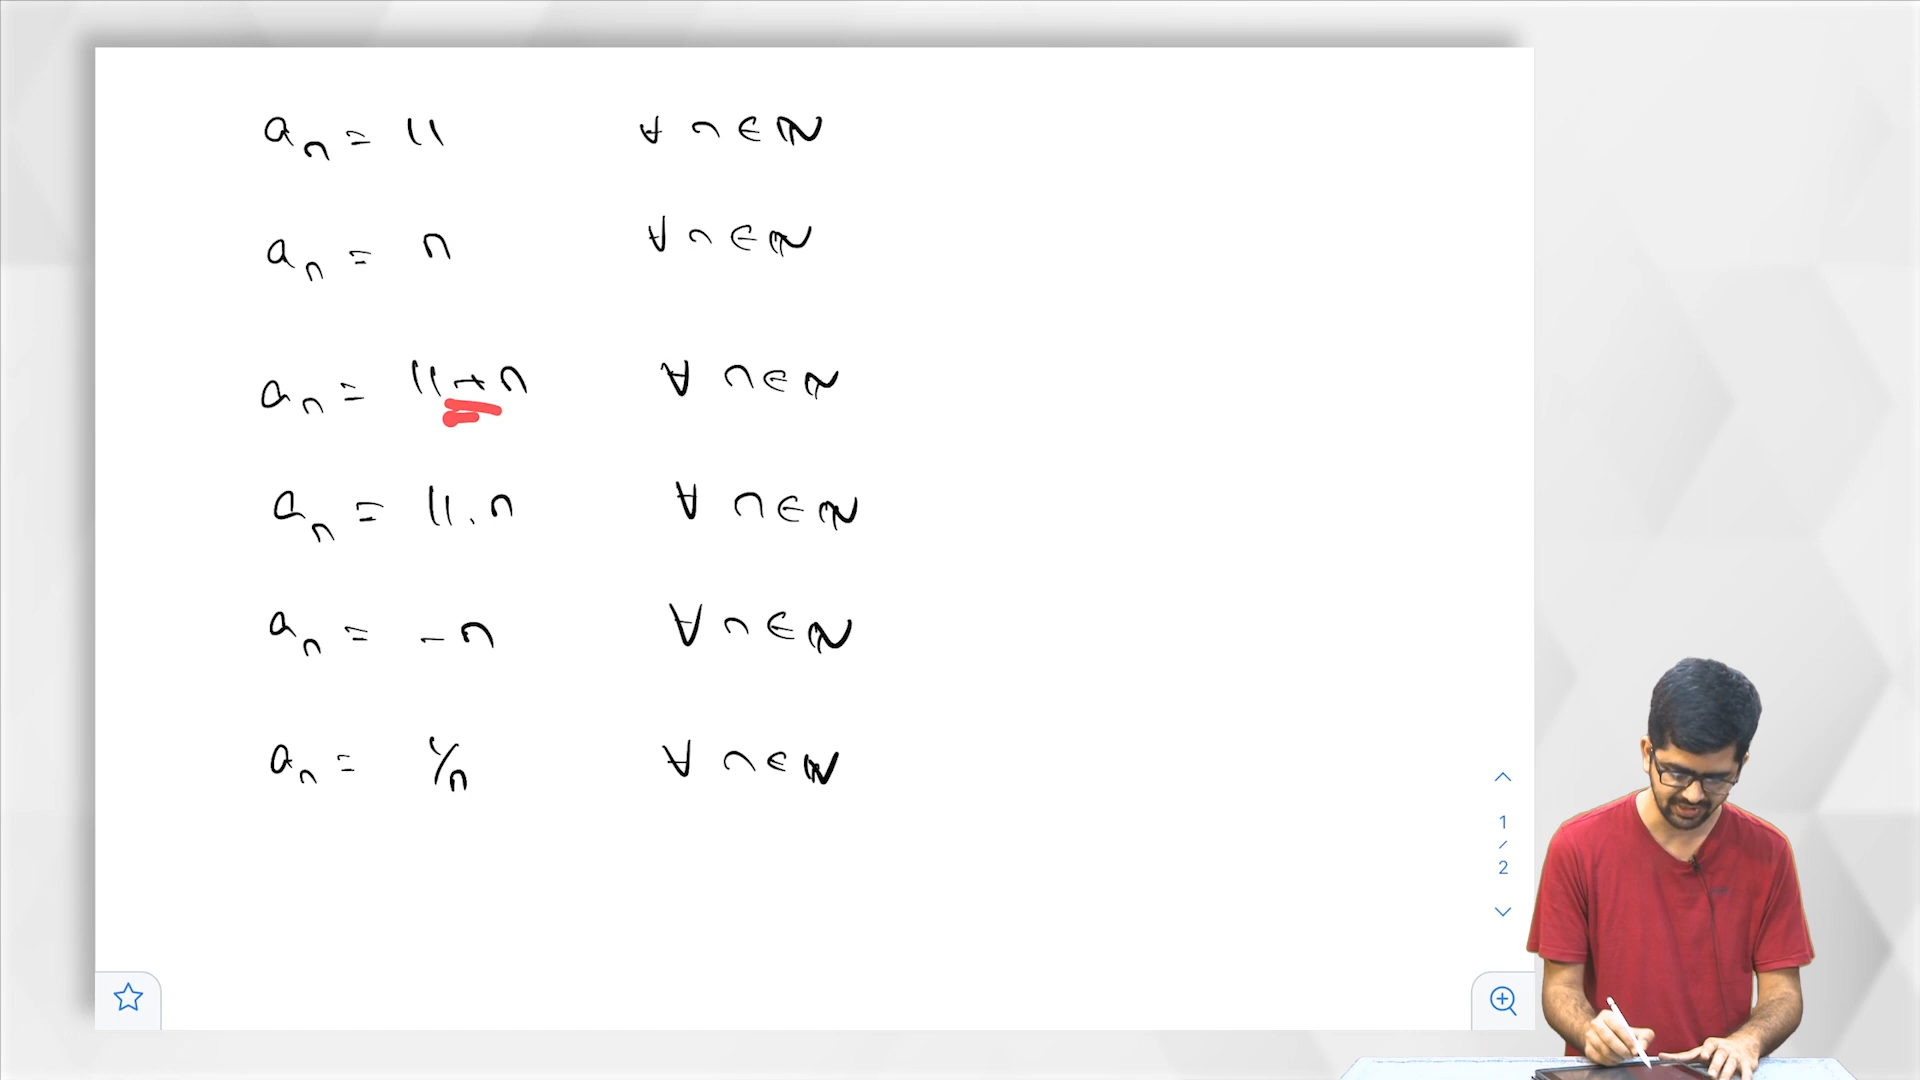 aₙ = 11 ∀ n ∈ ℕ
aₙ = n ∀ n ∈ ℕ
aₙ = 11 + n ∀ n ∈ ℕ
aₙ = 11 . n ∀ n ∈ ℕ
aₙ = - n ∀ n ∈ ℕ
aₙ = 1/n ∀ n ∈ ℕ
1
/
2